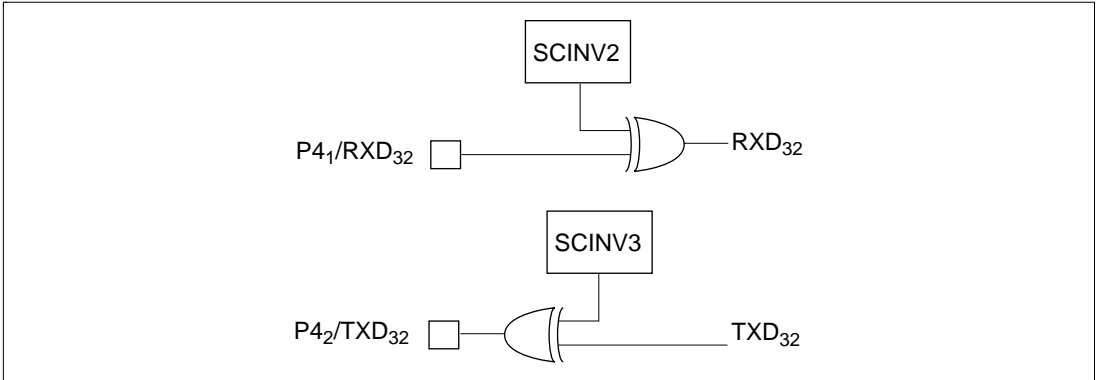 SCINV2
P4₁/RXD₃₂
RXD₃₂
SCINV3
P4₂/TXD₃₂
TXD₃₂